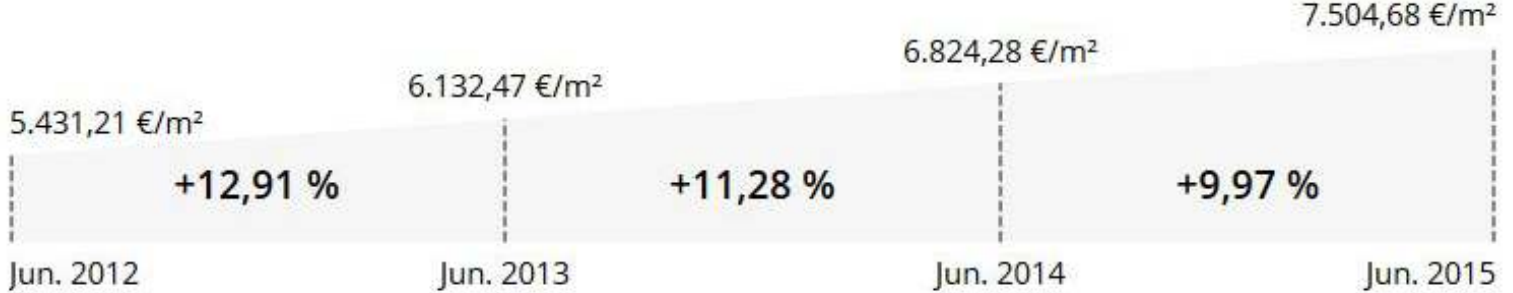 7.504,68 €/m²
6.824,28 €/m²
6.132,47 €/m²
5.431,21 €/m²
+12,91 % +11,28 % +9,97 %
Jun. 2012 Jun. 2013 Jun. 2014 Jun. 2015